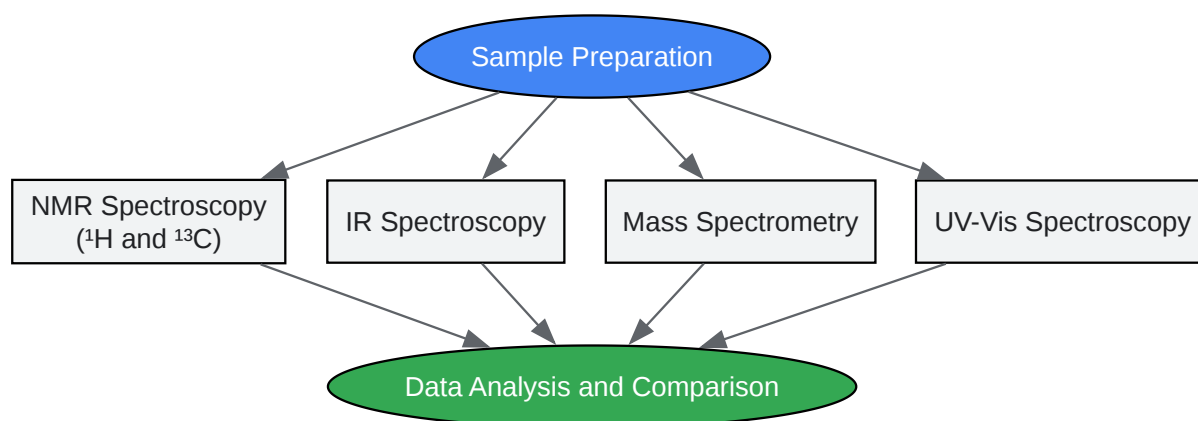 Sample Preparation
NMR Spectroscopy
(¹H and ¹³C)
IR Spectroscopy
Mass Spectrometry
UV-Vis Spectroscopy
Data Analysis and Comparison